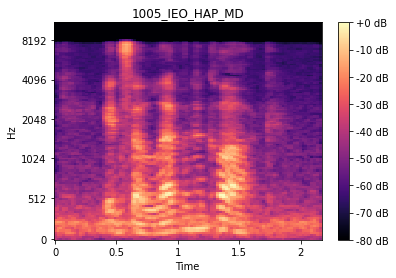 1005_IEO_HAP_MD
+0 dB
8192
-10 dB
4096
-20 dB
-30 dB
2048
-40 dB
Hz
1024
-50 dB
512
-60 dB
-70 dB
0
-80 dB
0
0.5
1
1.5
2
Time